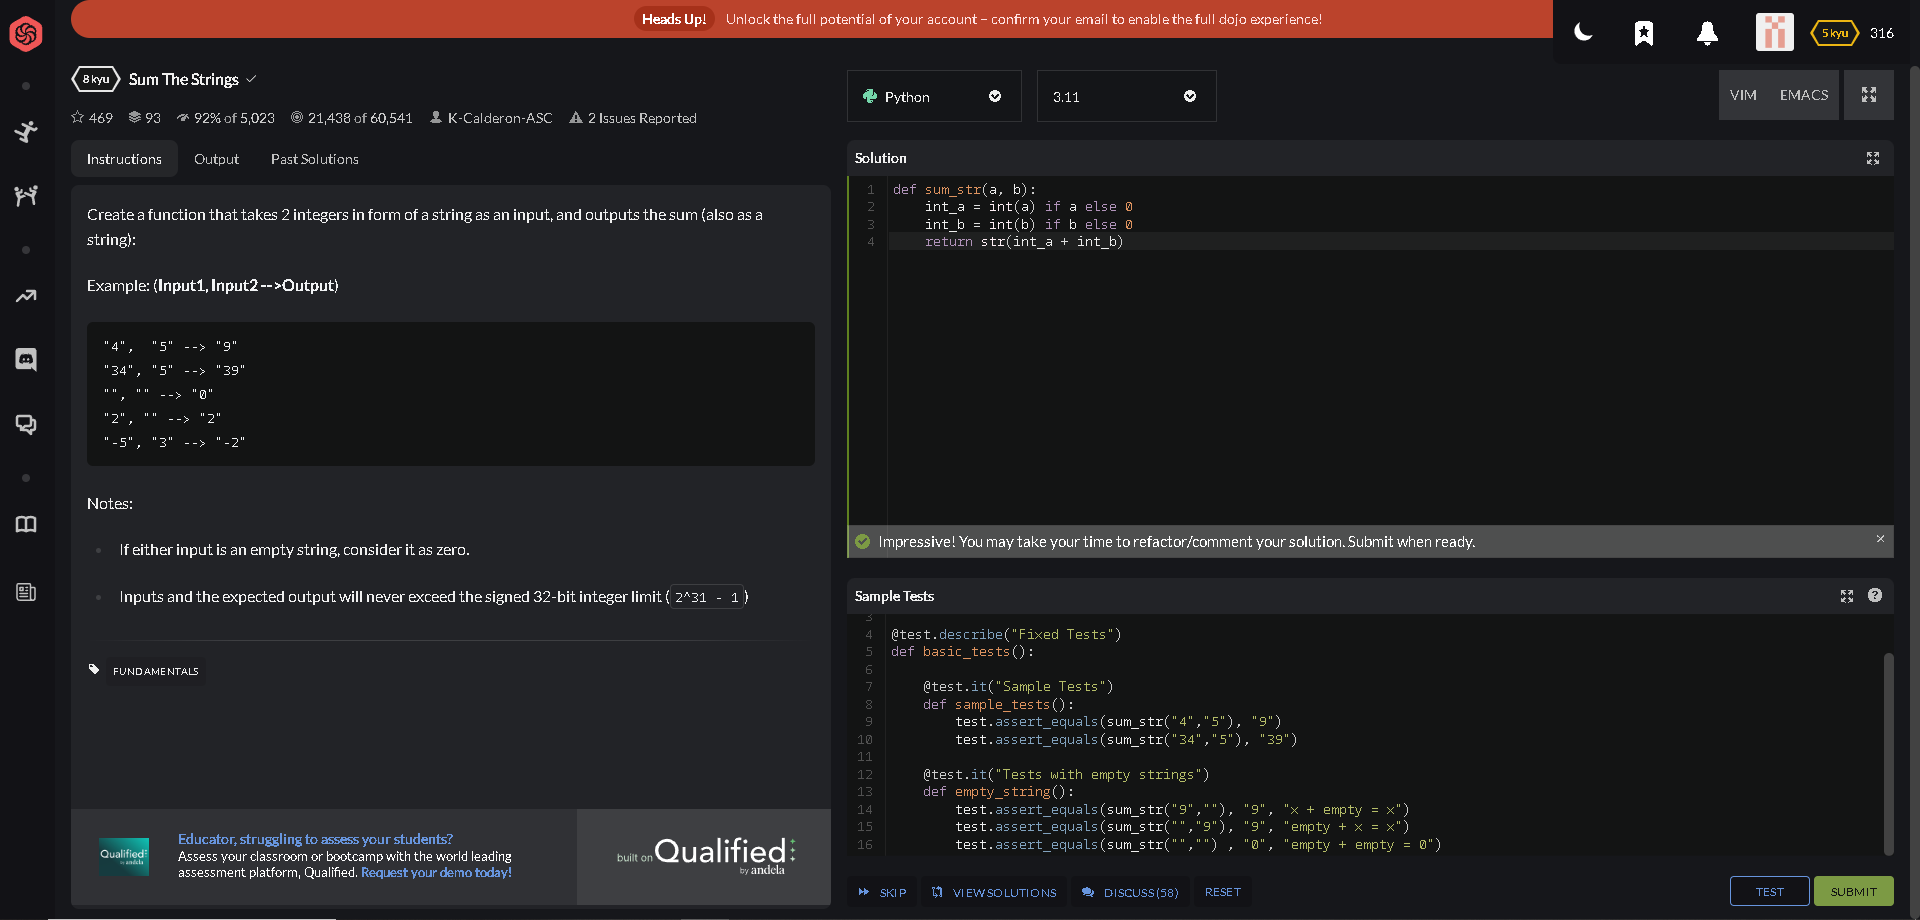 Heads Up! Unlock the full potential of your account – confirm your email to enable the full dojo experience!
5 kyu 316
8 kyu Sum The Strings
469 93 92% of 5,023 21,438 of 60,541 K-Calderon-ASC 2 Issues Reported
Instructions Output Past Solutions
Create a function that takes 2 integers in form of a string as an input, and outputs the sum (also as a
string):
Example: (Input1, Input2 -->Output)
"4",  "5" --> "9"
"34", "5" --> "39"
"", "" --> "0"
"2", "" --> "2"
"-5", "3" --> "-2"
Notes:
If either input is an empty string, consider it as zero.
Inputs and the expected output will never exceed the signed 32-bit integer limit (2^31 - 1)
FUNDAMENTALS
Qualified
by andela
Educator, struggling to assess your students?
Assess your classroom or bootcamp with the world leading
assessment platform, Qualified. Request your demo today!
built on Qualified
by andela
Python 3.11 VIM EMACS
Solution
1 def sum_str(a, b):
2     int_a = int(a) if a else 0
3     int_b = int(b) if b else 0
4     return str(int_a + int_b)
Impressive! You may take your time to refactor/comment your solution. Submit when ready.
Sample Tests
3
4 @test.describe("Fixed Tests")
5 def basic_tests():
6
7     @test.it("Sample Tests")
8     def sample_tests():
9         test.assert_equals(sum_str("4","5"), "9")
10         test.assert_equals(sum_str("34","5"), "39")
11
12     @test.it("Tests with empty strings")
13     def empty_string():
14         test.assert_equals(sum_str("9",""), "9", "x + empty = x")
15         test.assert_equals(sum_str("","9"), "9", "empty + x = x")
16         test.assert_equals(sum_str("","") , "0", "empty + empty = 0")
SKIP VIEW SOLUTIONS DISCUSS (58) RESET TEST SUBMIT